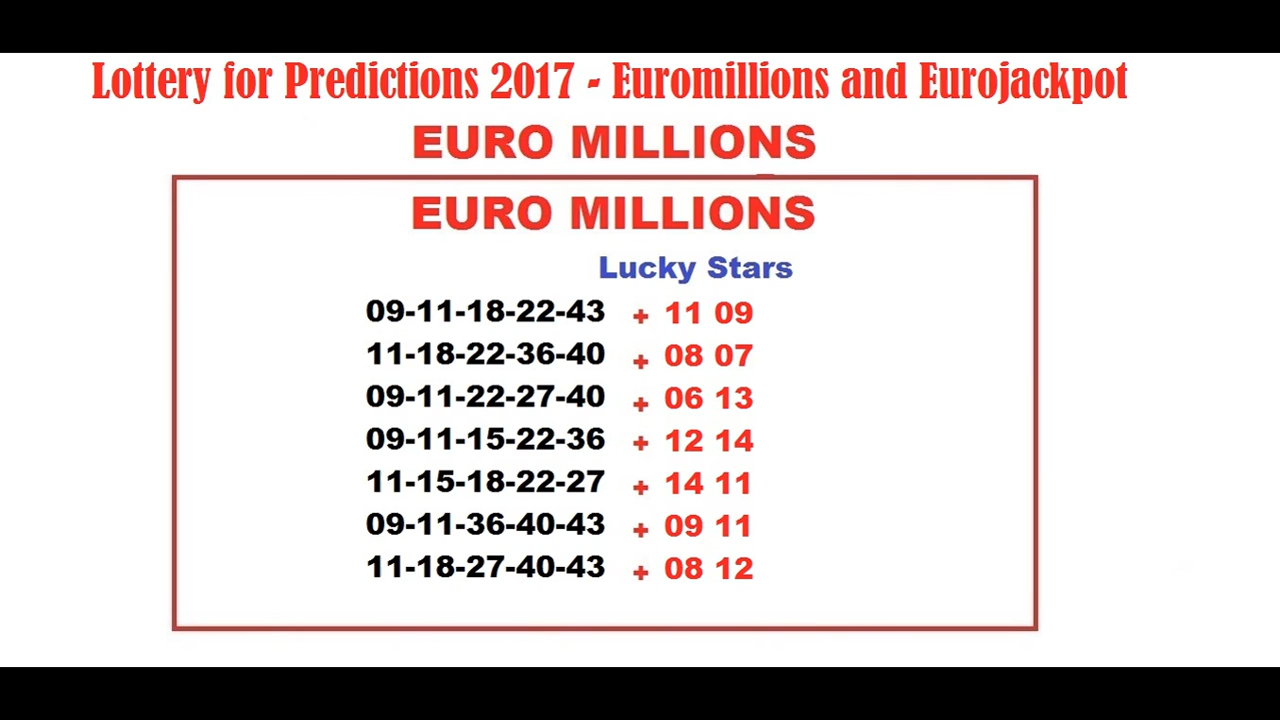 Lottery for Predictions 2017 - Euromillions and Eurojackpot
EURO MILLIONS
EURO MILLIONS
Lucky Stars
09-11-18-22-43 + 11 09
11-18-22-36-40 + 08 07
09-11-22-27-40 + 06 13
09-11-15-22-36 + 12 14
11-15-18-22-27 + 14 11
09-11-36-40-43 + 09 11
11-18-27-40-43 + 08 12